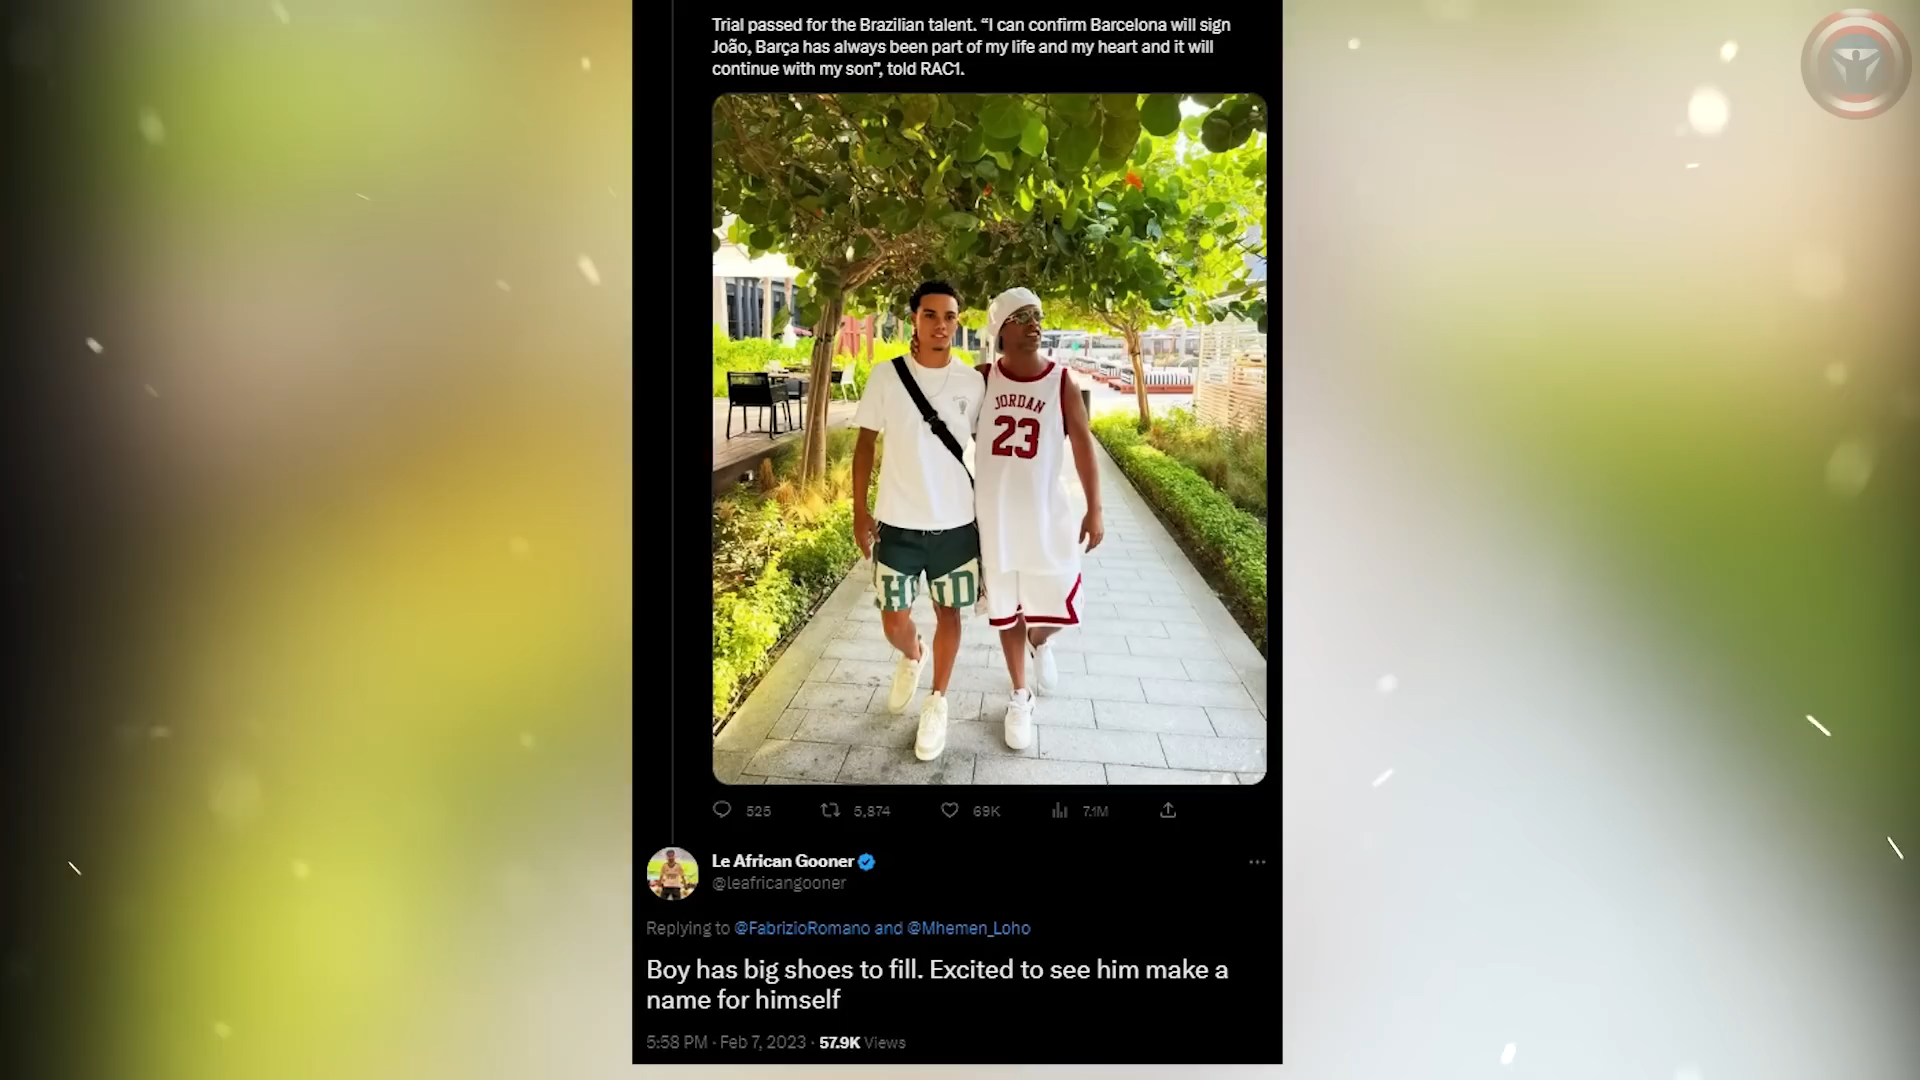 Trial passed for the Brazilian talent. “I can confirm Barcelona will sign
João, Barça has always been part of my life and my heart and it will
continue with my son”, told RAC1.
JORDAN
23
525 5,874 69K 7.1M
Le African Gooner
@leafricangooner
Replying to @FabrizioRomano and @Mhemen_Loho
Boy has big shoes to fill. Excited to see him make a
name for himself
5:58 PM · Feb 7, 2023 · 57.9K Views